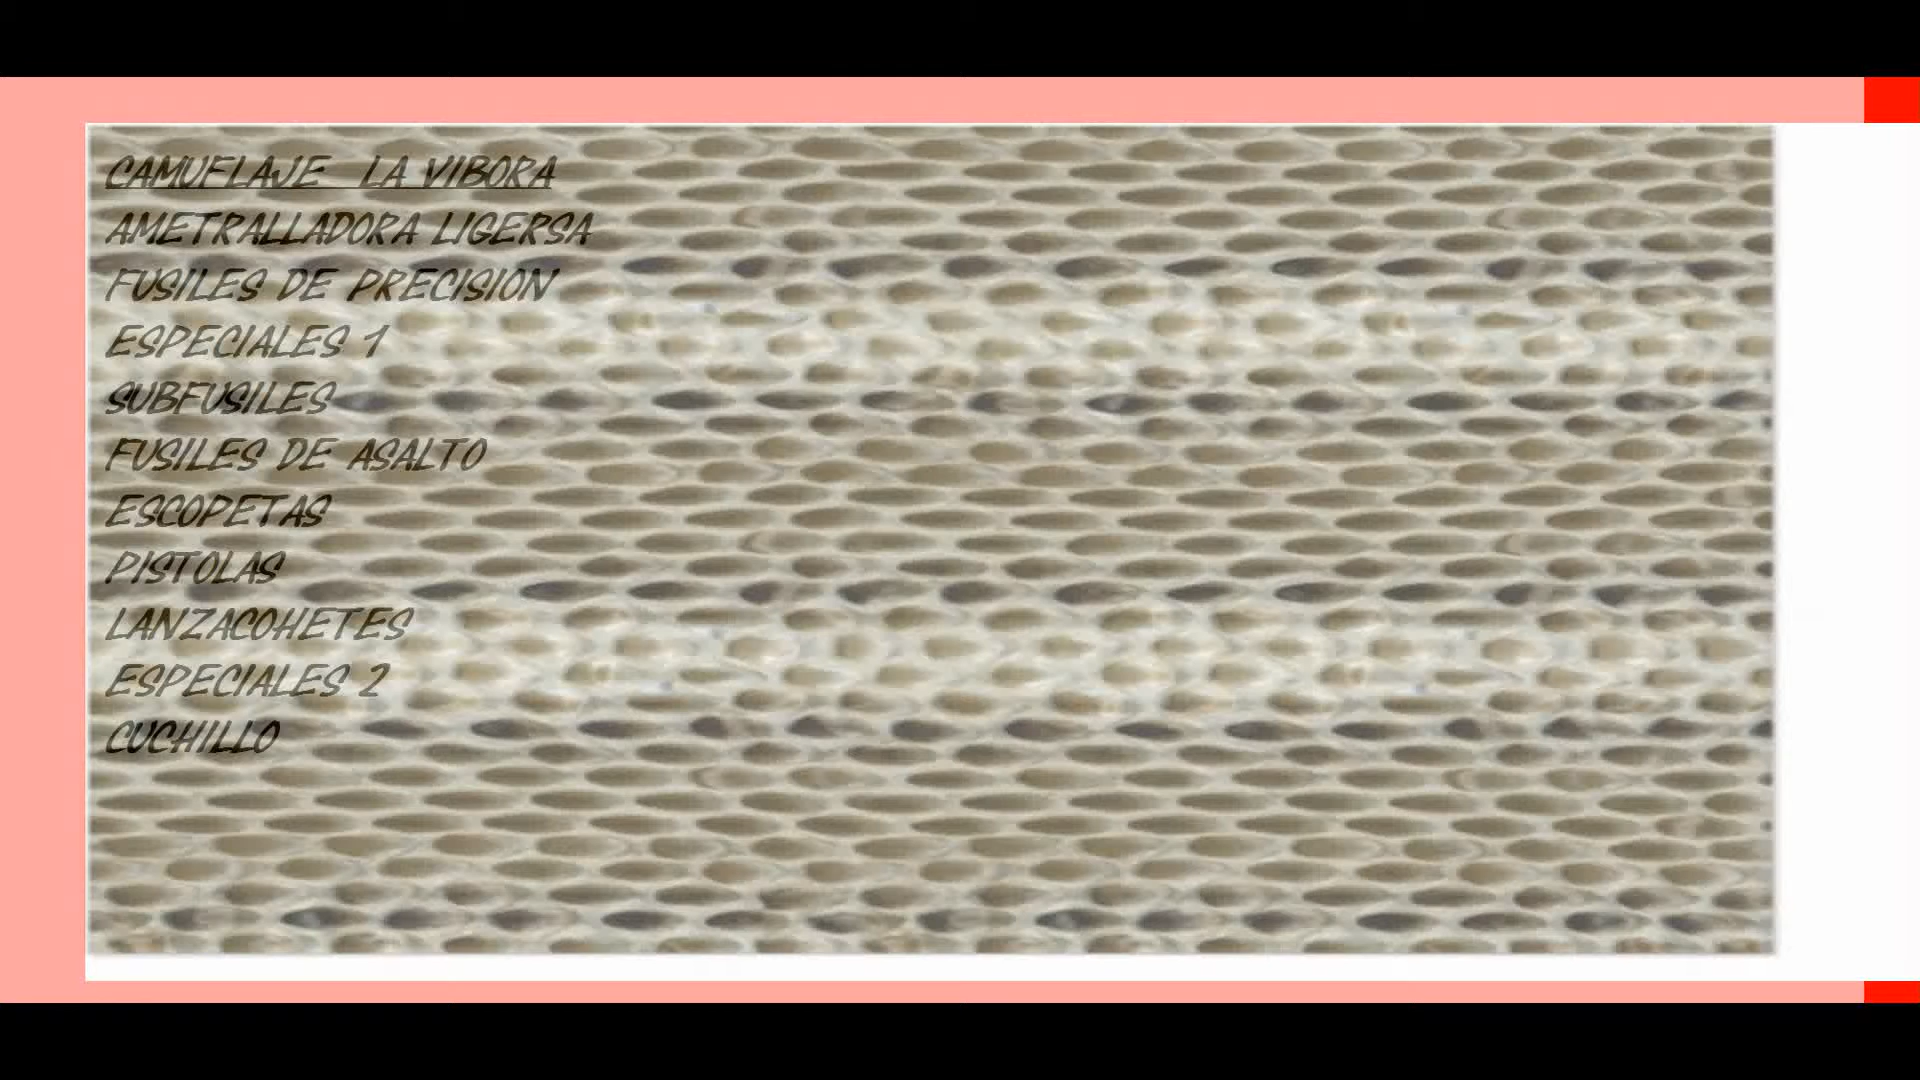 CAMUFLAJE LA VIBORA
AMETRALLADORA LIGERSA
FUSILES DE PRECISION
ESPECIALES 1
SUBFUSILES
FUSILES DE ASALTO
ESCOPETAS
PISTOLAS
LANZACOHETES
ESPECIALES 2
CUCHILLO